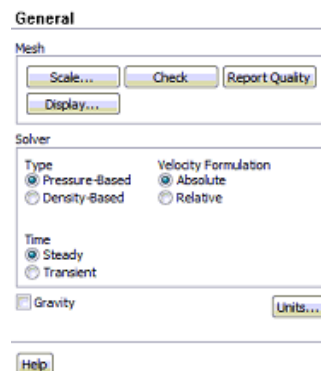 General
Mesh
Scale... Check Report Quality
Display...
Solver
Type Velocity Formulation
Pressure-Based Absolute
Density-Based Relative
Time
Steady
Transient
Gravity Units...
Help